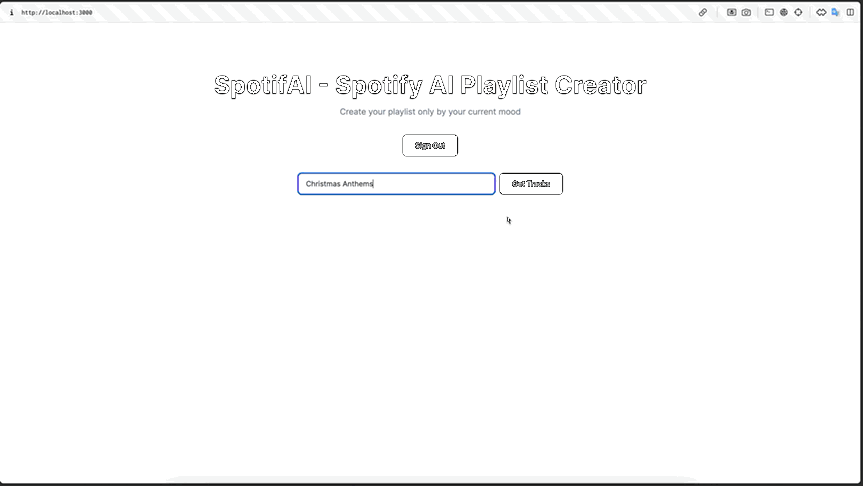 http://localhost:3000
SpotifAI - Spotify AI Playlist Creator
Create your playlist only by your current mood
Sign Out
Christmas Anthems
Get Tracks